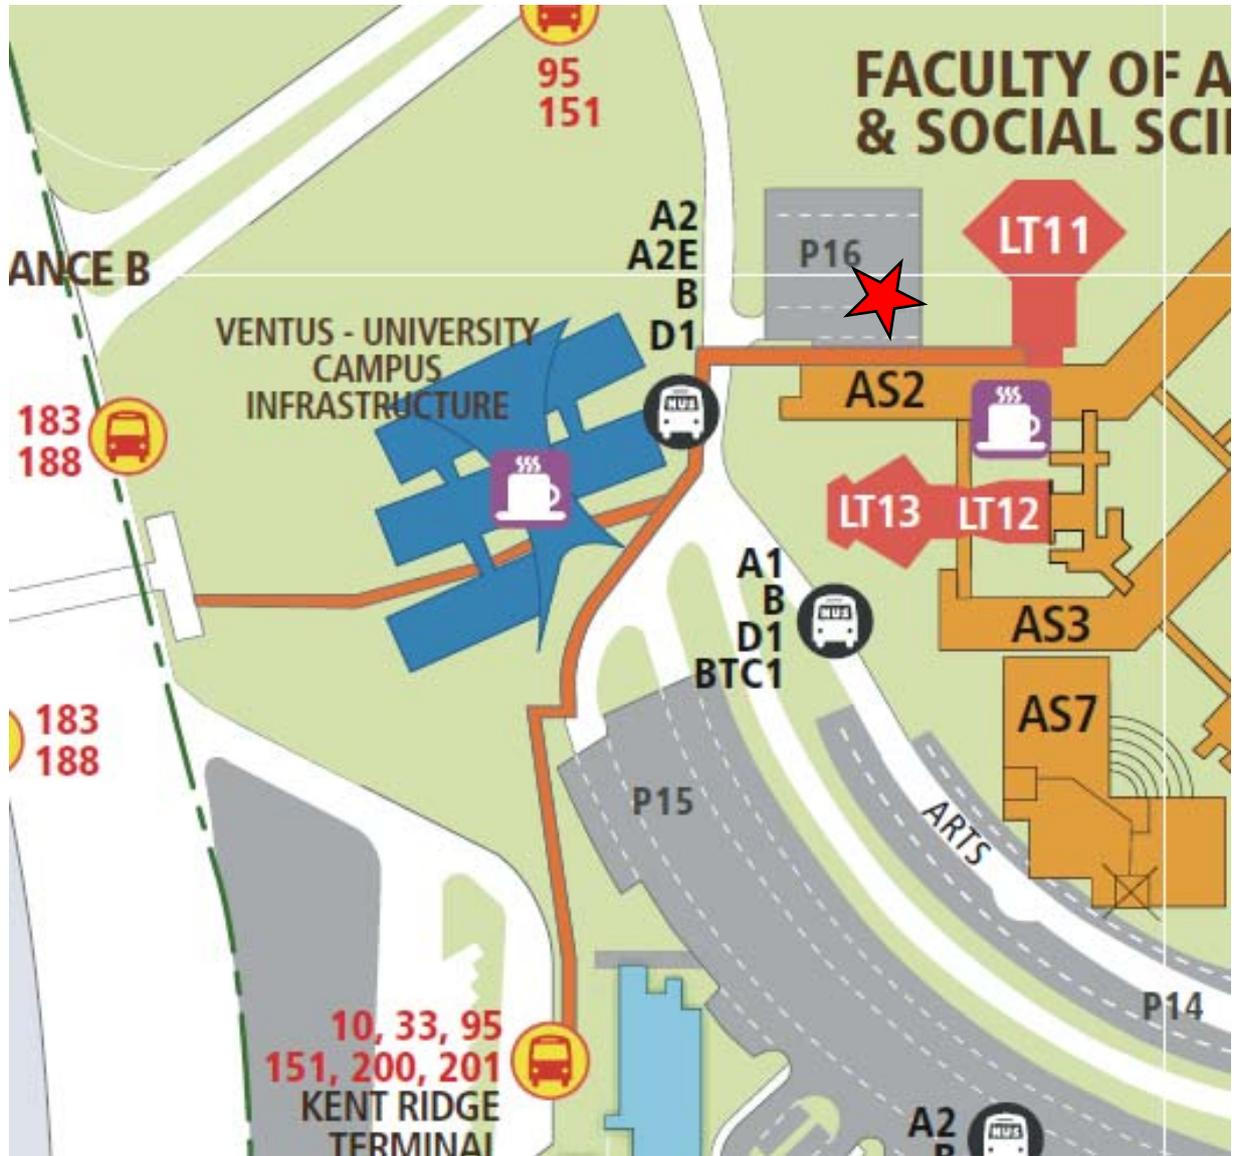 95
151
FACULTY OF A
& SOCIAL SCI
A2
A2E
B
D1
P16
LT11
ANCE B
VENTUS - UNIVERSITY
CAMPUS
INFRASTRUCTURE
NUS
AS2
183
188
LT13
LT12
A1
B
D1
BTC1
NUS
AS3
183
188
AS7
P15
ARTS
P14
10, 33, 95
151, 200, 201
KENT RIDGE
TERMINAL
A2
B
NUS